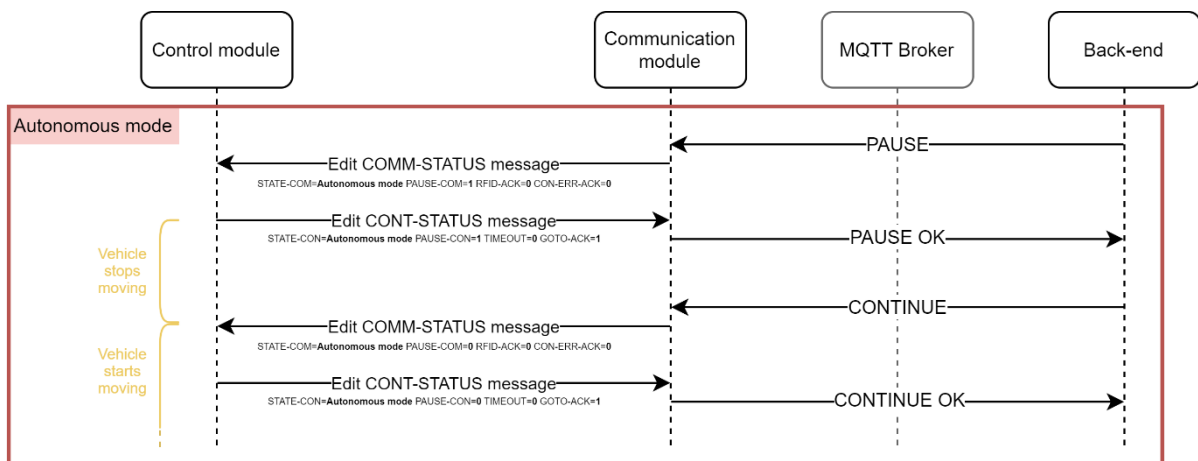 Control module
Communication
module
MQTT Broker
Back-end
Autonomous mode
PAUSE
Edit COMM-STATUS message
STATE-COM=Autonomous mode PAUSE-COM=1 RFID-ACK=0 CON-ERR-ACK=0
Edit CONT-STATUS message
STATE-CON=Autonomous mode PAUSE-CON=1 TIMEOUT=0 GOTO-ACK=1
PAUSE OK
Vehicle
stops
moving
CONTINUE
Edit COMM-STATUS message
STATE-COM=Autonomous mode PAUSE-COM=0 RFID-ACK=0 CON-ERR-ACK=0
Vehicle
starts
moving
Edit CONT-STATUS message
STATE-CON=Autonomous mode PAUSE-CON=0 TIMEOUT=0 GOTO-ACK=1
CONTINUE OK